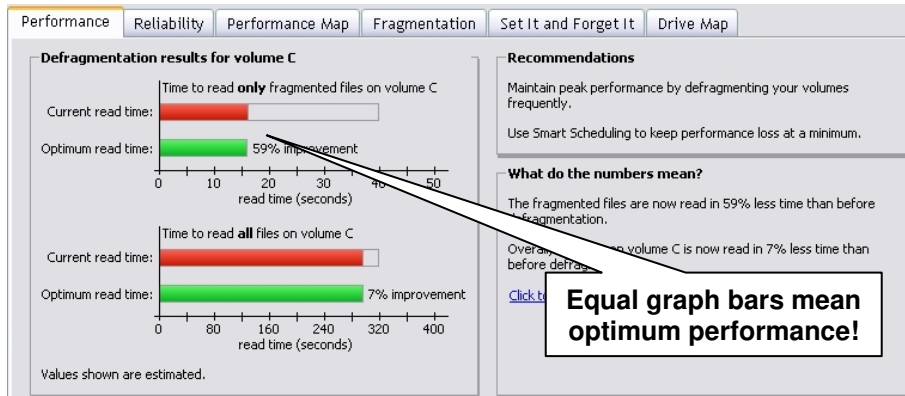 Performance Reliability Performance Map Fragmentation Set It and Forget It Drive Map
Defragmentation results for volume C
Time to read only fragmented files on volume C
Current read time:
Optimum read time: 59% improvement
0 10 20 30 40 50
read time (seconds)
Time to read all files on volume C
Current read time:
Optimum read time: 7% improvement
0 80 160 240 320 400
read time (seconds)
Values shown are estimated.
Recommendations
Maintain peak performance by defragmenting your volumes
frequently.
Use Smart Scheduling to keep performance loss at a minimum.
What do the numbers mean?
The fragmented files are now read in 59% less time than before
defragmentation.
volume C is now read in 7% less time than
before
Click
Equal graph bars mean
optimum performance!